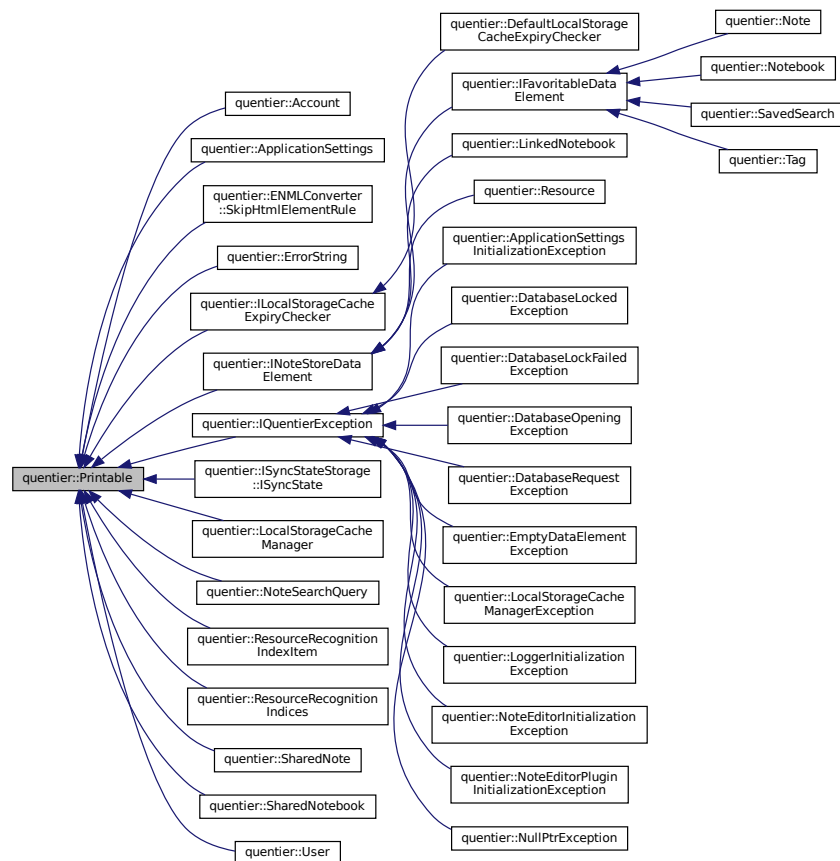 quentier::Printable
quentier::Account
quentier::ApplicationSettings
quentier::ENMLConverter
::SkipHtmlElementRule
quentier::ErrorString
quentier::ILocalStorageCache
ExpiryChecker
quentier::INoteStoreData
Element
quentier::IQuentierException
quentier::ISyncStateStorage
::ISyncState
quentier::LocalStorageCache
Manager
quentier::NoteSearchQuery
quentier::ResourceRecognition
IndexItem
quentier::ResourceRecognition
Indices
quentier::SharedNote
quentier::SharedNotebook
quentier::User
quentier::DefaultLocalStorage
CacheExpiryChecker
quentier::IFavoritableData
Element
quentier::LinkedNotebook
quentier::Resource
quentier::ApplicationSettings
InitializationException
quentier::DatabaseLocked
Exception
quentier::DatabaseLockFailed
Exception
quentier::DatabaseOpening
Exception
quentier::DatabaseRequest
Exception
quentier::EmptyDataElement
Exception
quentier::LocalStorageCache
ManagerException
quentier::LoggerInitialization
Exception
quentier::NoteEditorInitialization
Exception
quentier::NoteEditorPlugin
InitializationException
quentier::NullPtrException
quentier::Note
quentier::Notebook
quentier::SavedSearch
quentier::Tag